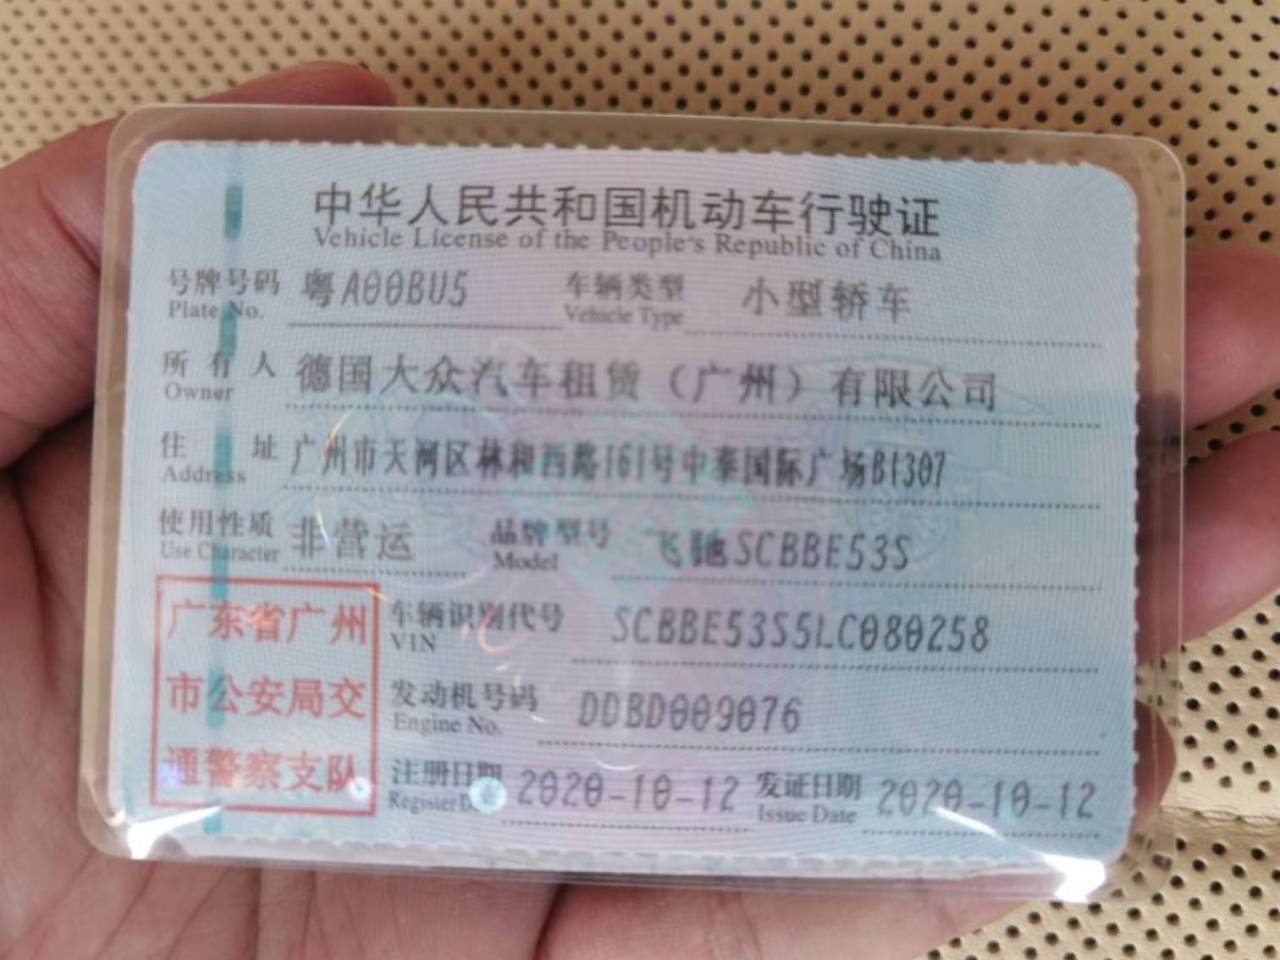 中华人民共和国机动车行驶证
Vehicle License of the People's Republic of China
号牌号码 粤A00BU5 车辆类型 小型轿车
Plate No. Vehicle Type
所有人 德国大众汽车租赁（广州）有限公司
Owner
住址 广州市天河区林和西路161号中泰国际广场B1307
Address
使用性质 非营运 品牌型号 飞驰SCBBE53S
Use Character Model
车辆识别代号 SCBBE53S5LC080258
VIN
发动机号码 DDBD009076
Engine No.
注册日期 2020-10-12 发证日期 2020-10-12
Register Date Issue Date
广东省广州
市公安局交
通警察支队